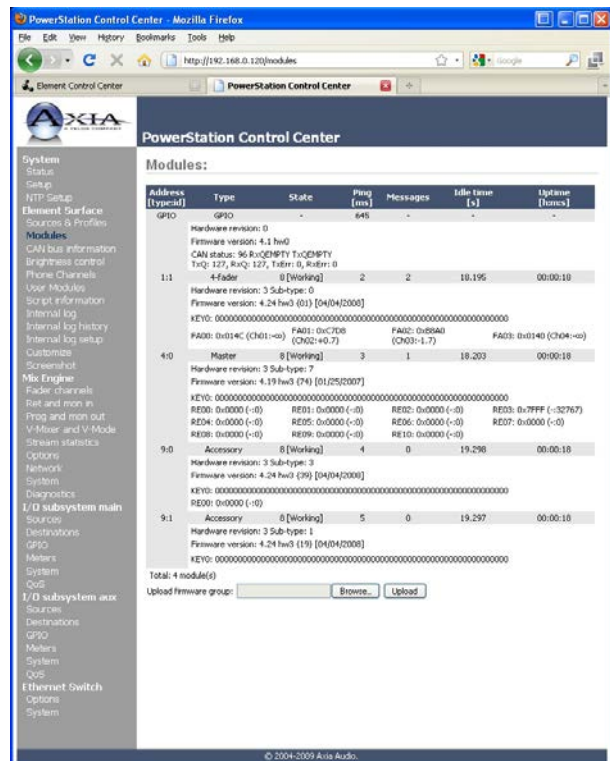 PowerStation Control Center - Mozilla Firefox
File Edit View History Bookmarks Tools Help
http://192.168.0.120/modules
Google
Element Control Center
PowerStation Control Center
AXIA
A TELOS COMPANY
PowerStation Control Center
System
Status
Setup
NTP Setup
Element Surface
Sources & Profiles
Modules
CAN bus information
Brightness control
Phone Channels
User Modules
Script information
Internal log
Internal log history
Internal log setup
Customize
Screenshot
Mix Engine
Fader channels
Ret and mon in
Prog and mon out
V-Mixer and V-Mode
Stream statistics
Options
Network
System
Diagnostics
I/O subsystem main
Sources
Destinations
GPIO
Meters
System
QoS
I/O subsystem aux
Sources
Destinations
GPIO
Meters
System
QoS
Ethernet Switch
Options
System
Modules:
Address [type:id] Type State Ping [ms] Messages Idle time [s] Uptime [h:m:s]
GPIO GPIO - 645 - - -
Hardware revision: 0
Firmware version: 4.1 hw0
CAN status: 96 RxQEMPTY TxQEMPTY
TxQ: 127, RxQ: 127, TxErr: 0, RxErr: 0
1:1 4-Fader 8 [Working] 2 2 18.195 00:00:18
Hardware revision: 3 Sub-type: 0
Firmware version: 4.24 hw3 (01) [04/04/2008]
KEY0: 000000000000000000000000000000000000000000000000
FA00: 0x014C (Ch01:-∞) FA01: 0xC7D8 (Ch02:+0.7) FA02: 0xB8A0 (Ch03:-1.7) FA03: 0x0140 (Ch04:-∞)
4:0 Master 8 [Working] 3 1 18.203 00:00:18
Hardware revision: 3 Sub-type: 7
Firmware version: 4.19 hw3 (74) [01/25/2007]
KEY0: 000000000000000000000000000000000000000000000000
RE00: 0x0000 (-:0) RE01: 0x0000 (-:0) RE02: 0x0000 (-:0) RE03: 0x7FFF (-:32767)
RE04: 0x0000 (-:0) RE05: 0x0000 (-:0) RE06: 0x0000 (-:0) RE07: 0x0000 (-:0)
RE08: 0x0000 (-:0) RE09: 0x0000 (-:0) RE10: 0x0000 (-:0)
9:0 Accessory 8 [Working] 4 0 19.298 00:00:18
Hardware revision: 3 Sub-type: 3
Firmware version: 4.24 hw3 (39) [04/04/2008]
KEY0: 000000000000000000000000000000000000000000000000
RE00: 0x0000 (-:0)
9:1 Accessory 8 [Working] 5 0 19.297 00:00:18
Hardware revision: 3 Sub-type: 1
Firmware version: 4.24 hw3 (19) [04/04/2008]
KEY0: 000000000000000000000000000000000000000000000000
Total: 4 module(s)
Upload firmware group: Browse... Upload
© 2004-2009 Axia Audio.